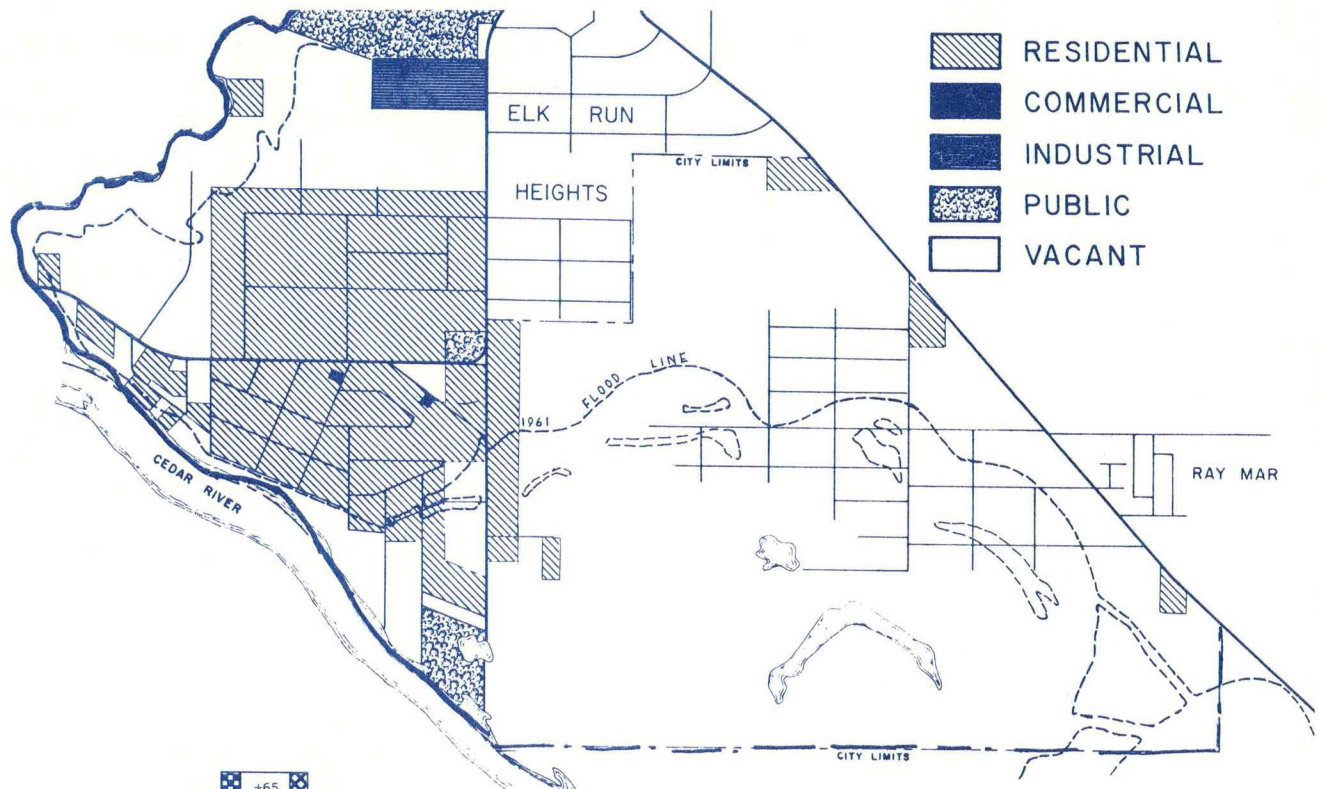 RESIDENTIAL
COMMERCIAL
INDUSTRIAL
PUBLIC
VACANT
ELK RUN
CITY LIMITS
HEIGHTS
1961 FLOOD LINE
CEDAR RIVER
RAY MAR
CITY LIMITS
+65